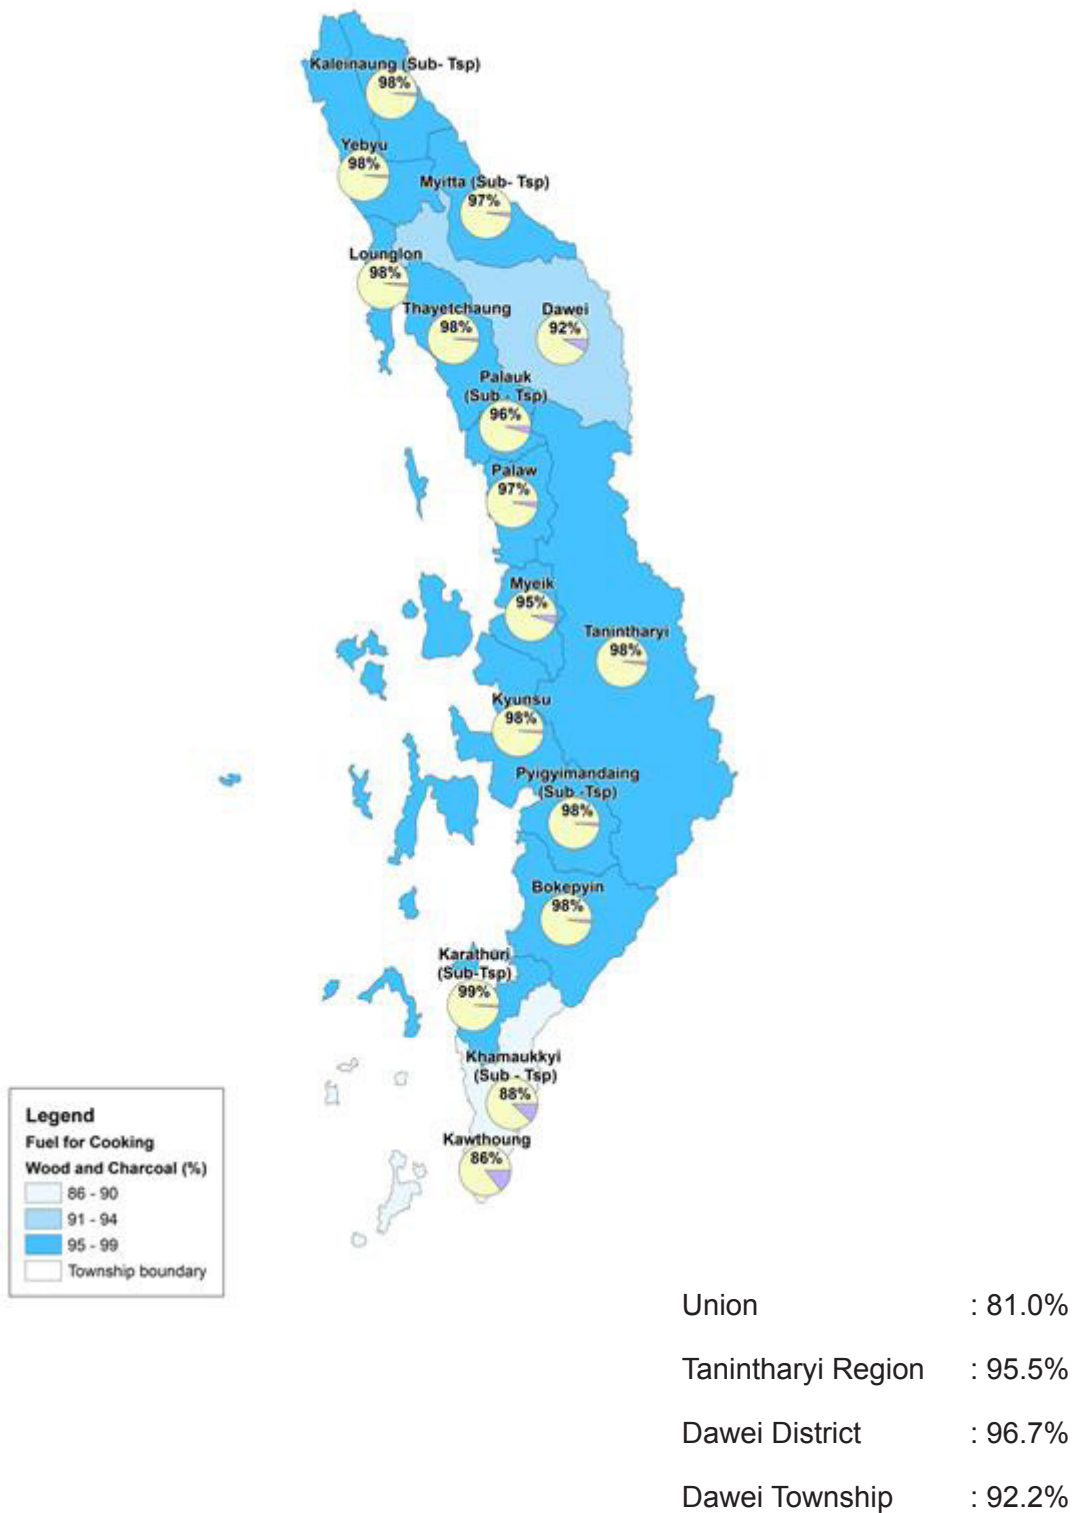 Kaleinaung (Sub- Tsp)
98%
Yebyu
98%
Myitta (Sub- Tsp)
97%
Lounglon
98%
Thayetchaung
98%
Dawei
92%
Palauk
(Sub - Tsp)
96%
Palaw
97%
Myeik
95%
Tanintharyi
98%
Kyunsu
98%
Pyigyimandaing
(Sub -Tsp)
98%
Bokepyin
98%
Karathuri
(Sub-Tsp)
99%
Khamaukkyi
(Sub - Tsp)
88%
Kawthoung
86%
Legend
Fuel for Cooking
Wood and Charcoal (%)
86 - 90
91 - 94
95 - 99
Township boundary
Union : 81.0%
Tanintharyi Region : 95.5%
Dawei District : 96.7%
Dawei Township : 92.2%